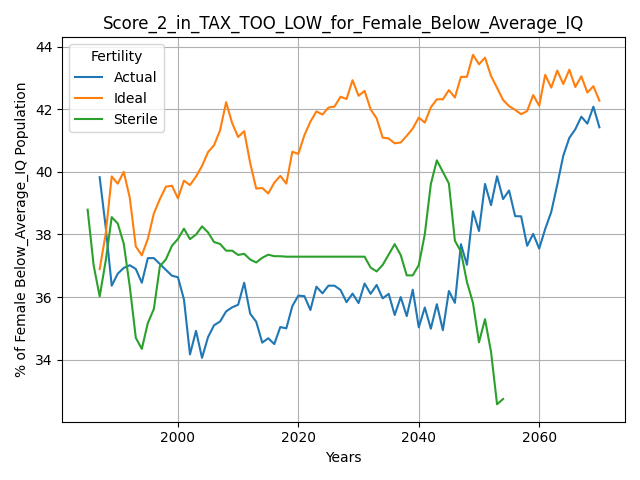 Score_2_in_TAX_TOO_LOW_for_Female_Below_Average_IQ
44
42
40
38
36
34
% of Female Below_Average_IQ Population
Fertility
Actual
Ideal
Sterile
2000 2020 2040 2060
Years